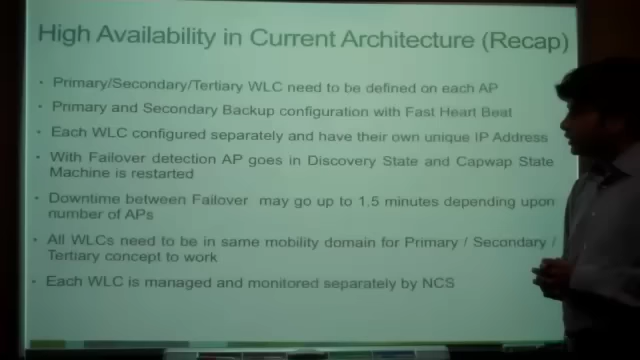 High Availability in Current Architecture (Recap)
• Primary/Secondary/Tertiary WLC need to be defined on each AP
• Primary and Secondary Backup configuration with Fast Heart Beat
• Each WLC configured separately and have their own unique IP Address
• With Failover detection AP goes in Discovery State and Capwap State
Machine is restarted
• Downtime between Failover may go up to 1.5 minutes depending upon
number of APs
• All WLCs need to be in same mobility domain for Primary / Secondary /
Tertiary concept to work
• Each WLC is managed and monitored separately by NCS